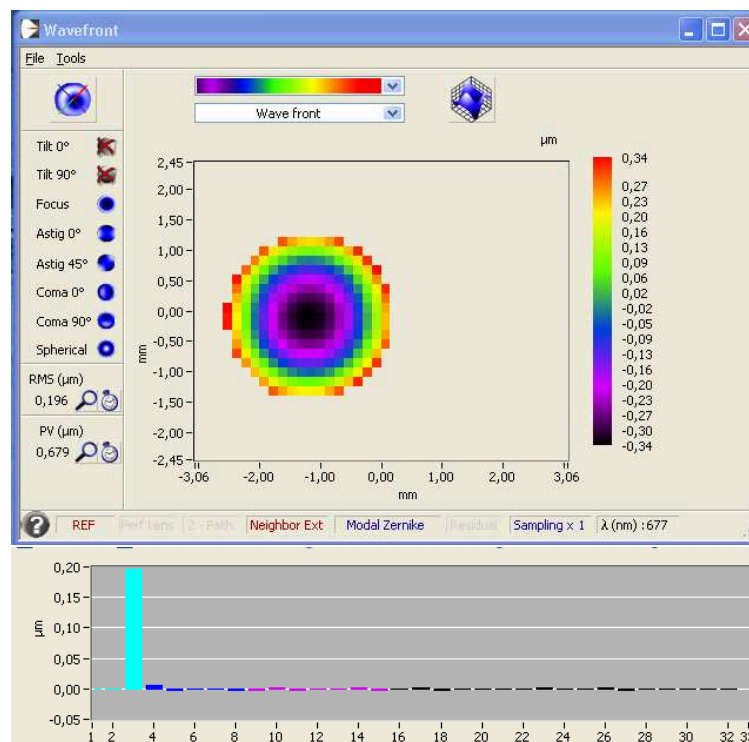 Wavefront
File Tools
Wave front
Tilt 0°
Tilt 90°
Focus
Astig 0°
Astig 45°
Coma 0°
Coma 90°
Spherical
RMS (µm)
0,196
PV (µm)
0,679
µm
2,45
2,00
1,50
1,00
0,50
0,00
-0,50
-1,00
-1,50
-2,00
-2,45
mm
-3,06 -2,00 -1,00 0,00 1,00 2,00 3,06
mm
0,34
0,27
0,23
0,20
0,16
0,13
0,09
0,06
0,02
-0,02
-0,05
-0,09
-0,13
-0,16
-0,20
-0,23
-0,27
-0,30
-0,34
REF Perf Lens 2 - Path Neighbor Ext Modal Zernike Residual Sampling x 1 λ (nm) :677
0,20
0,15
0,10
0,05
0,00
-0,05
µm
1 2 4 6 8 10 12 14 16 18 20 22 24 26 28 30 32